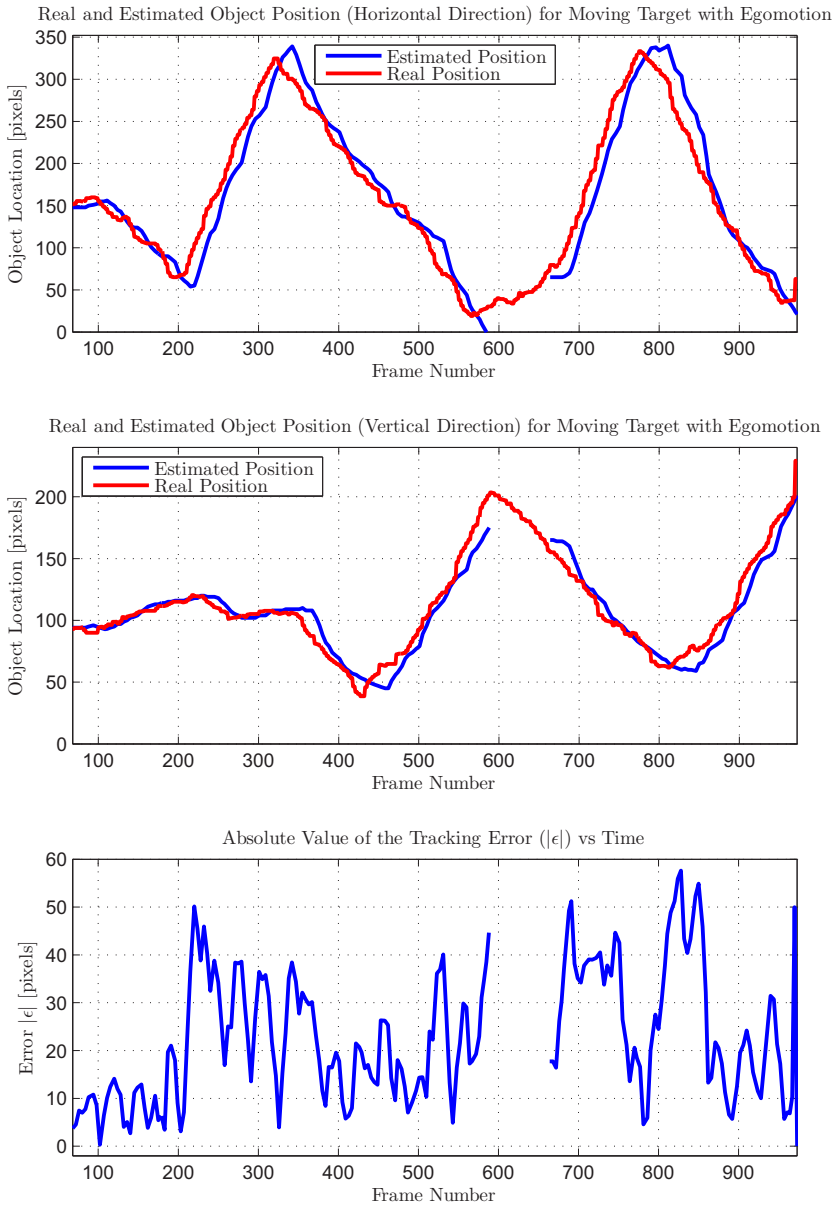 Real and Estimated Object Position (Horizontal Direction) for Moving Target with Egomotion
350
300
250
200
150
100
50
0
Object Location [pixels]
Estimated Position
Real Position
100 200 300 400 500 600 700 800 900
Frame Number
Real and Estimated Object Position (Vertical Direction) for Moving Target with Egomotion
200
150
100
50
0
Object Location [pixels]
Estimated Position
Real Position
100 200 300 400 500 600 700 800 900
Frame Number
Absolute Value of the Tracking Error (|ϵ|) vs Time
60
50
40
30
20
10
0
Error |ϵ| [pixels]
100 200 300 400 500 600 700 800 900
Frame Number